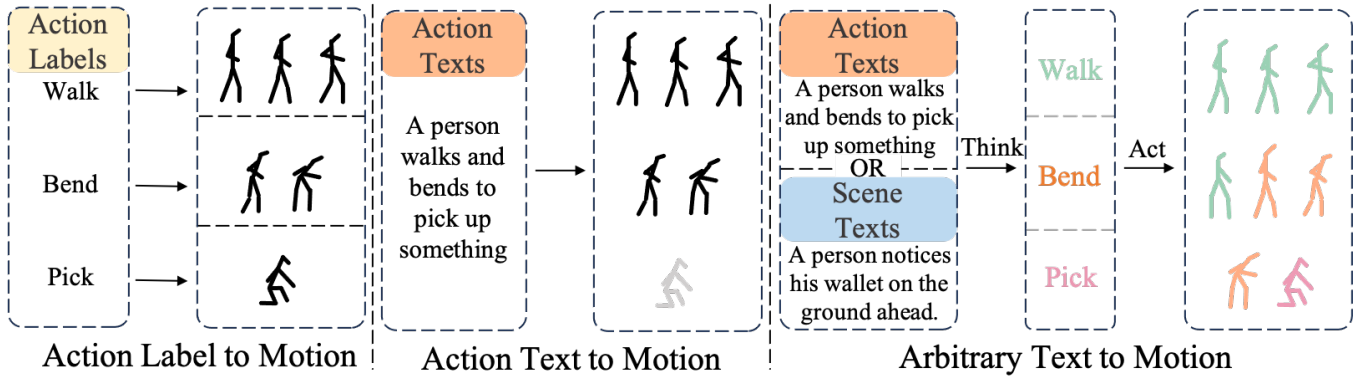 Action
Labels
Walk
Bend
Pick
Action Label to Motion
Action
Texts
A person
walks and
bends to
pick up
something
Action Text to Motion
Action
Texts
A person walks
and bends to pick
up something
OR
Scene
Texts
A person notices
his wallet on the
ground ahead.
Think
Walk
Bend
Pick
Act
Arbitrary Text to Motion